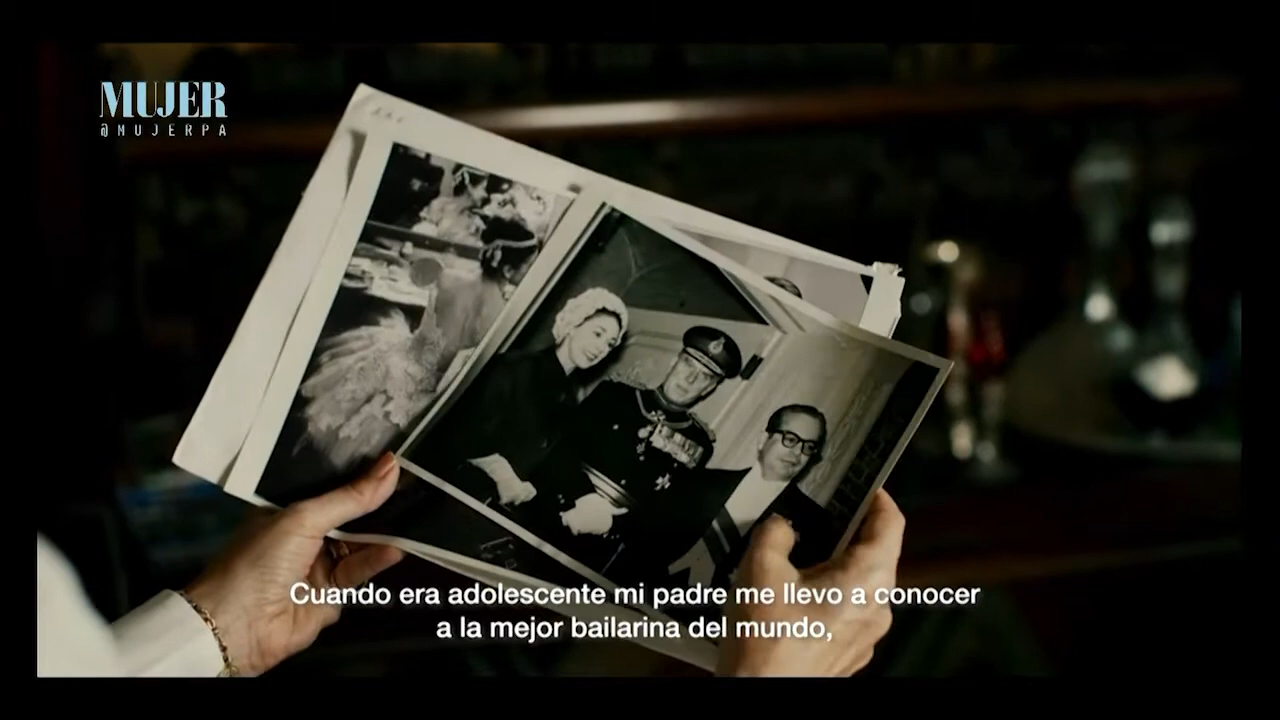 MUJER
@MUJERPA
Cuando era adolescente mi padre me llevo a conocer
a la mejor bailarina del mundo,